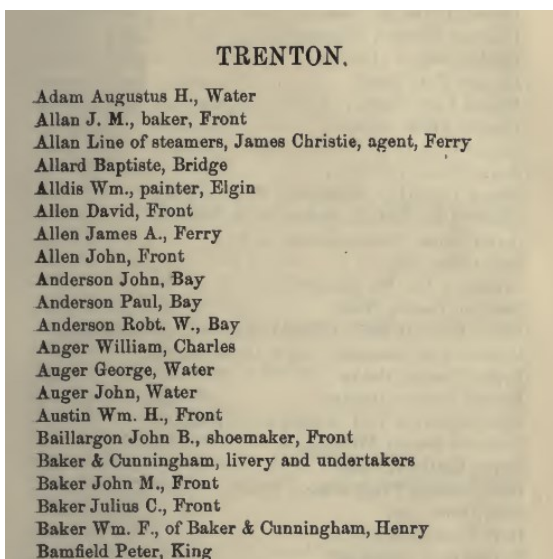 TRENTON.
Adam Augustus H., Water
Allan J. M., baker, Front
Allan Line of steamers, James Christie, agent, Ferry
Allard Baptiste, Bridge
Alldis Wm., painter, Elgin
Allen David, Front
Allen James A., Ferry
Allen John, Front
Anderson John, Bay
Anderson Paul, Bay
Anderson Robt. W., Bay
Anger William, Charles
Auger George, Water
Auger John, Water
Austin Wm. H., Front
Baillargon John B., shoemaker, Front
Baker & Cunningham, livery and undertakers
Baker John M., Front
Baker Julius C., Front
Baker Wm. F., of Baker & Cunningham, Henry
Bamfield Peter, King